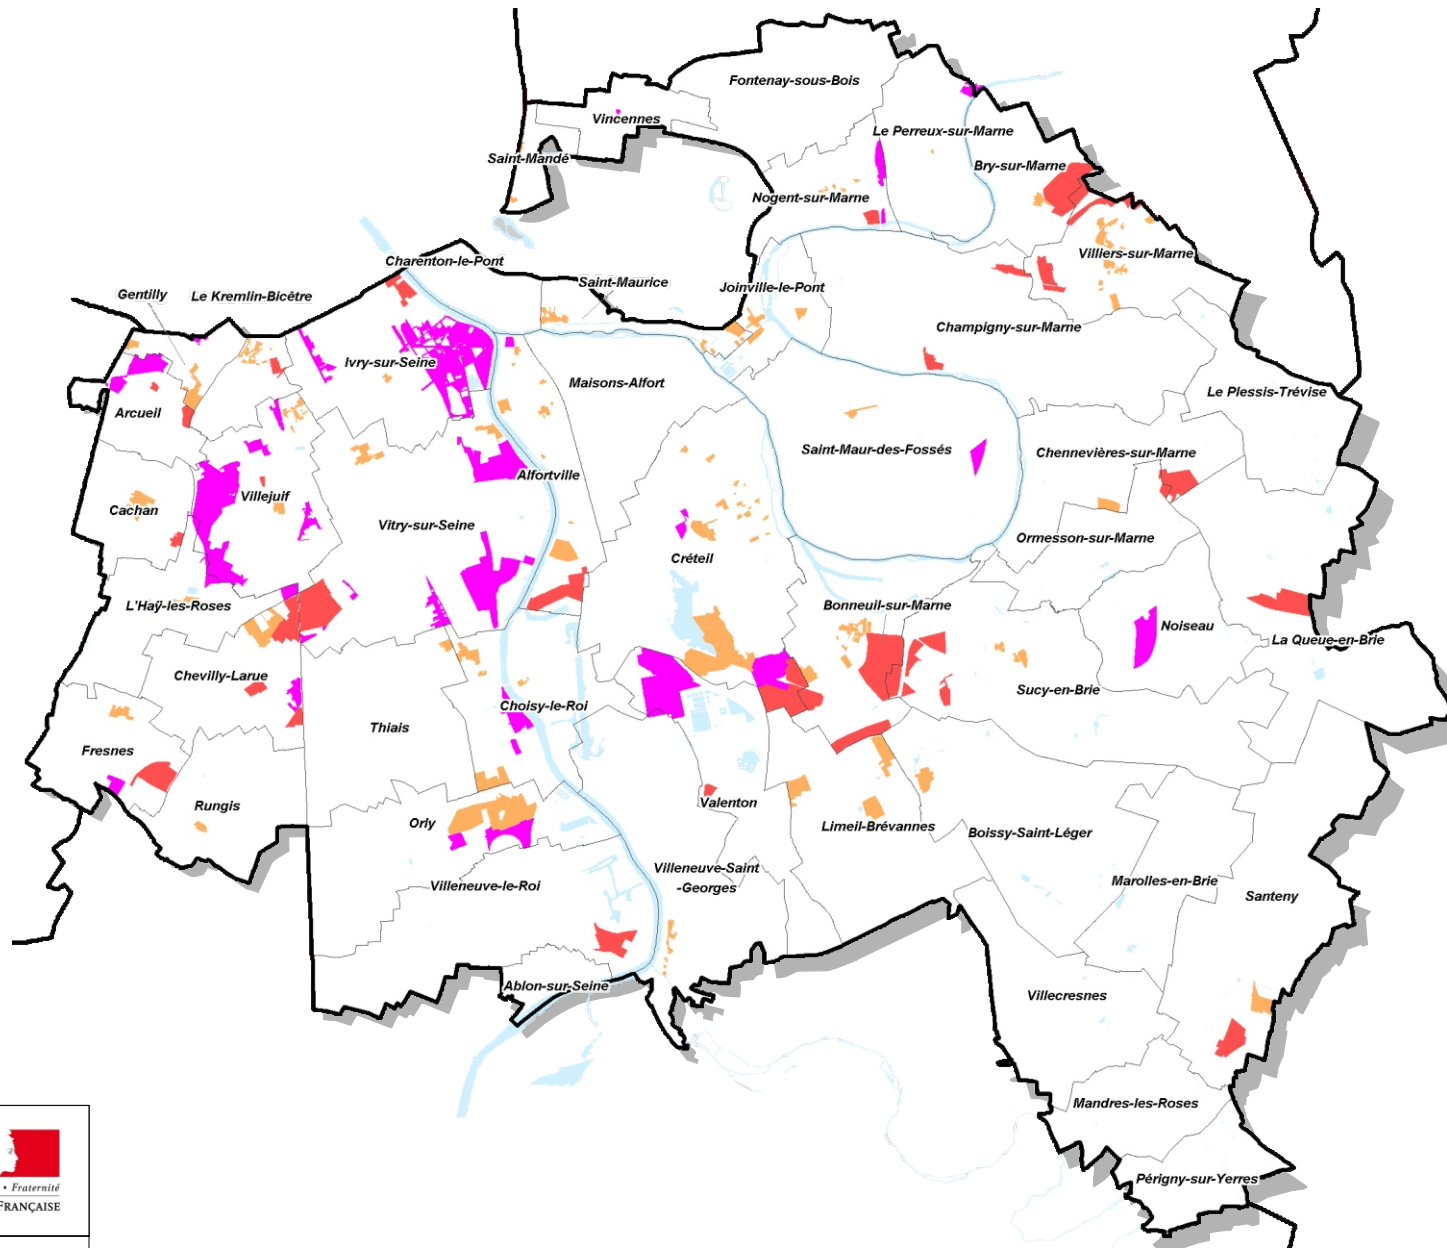 Fontenay-sous-Bois
Vincennes
Le Perreux-sur-Marne
Saint-Mandé
Bry-sur-Marne
Nogent-sur-Marne
Villiers-sur-Marne
Charenton-le-Pont
Saint-Maurice
Joinville-le-Pont
Gentilly
Le Kremlin-Bicêtre
Champigny-sur-Marne
Ivry-sur-Seine
Maisons-Alfort
Le Plessis-Trévise
Arcueil
Saint-Maur-des-Fossés
Chennevières-sur-Marne
Alfortville
Villejuif
Cachan
Vitry-sur-Seine
Ormesson-sur-Marne
Créteil
L'Haÿ-les-Roses
Bonneuil-sur-Marne
Noiseau
La Queue-en-Brie
Chevilly-Larue
Sucy-en-Brie
Choisy-le-Roi
Thiais
Fresnes
Rungis
Valenton
Orly
Limeil-Brévannes
Boissy-Saint-Léger
Villeneuve-Saint
-Georges
Villeneuve-le-Roi
Marolles-en-Brie
Santeny
Ablon-sur-Seine
Villecresnes
Mandres-les-Roses
Périgny-sur-Yerres
• Fraternité
FRANÇAISE